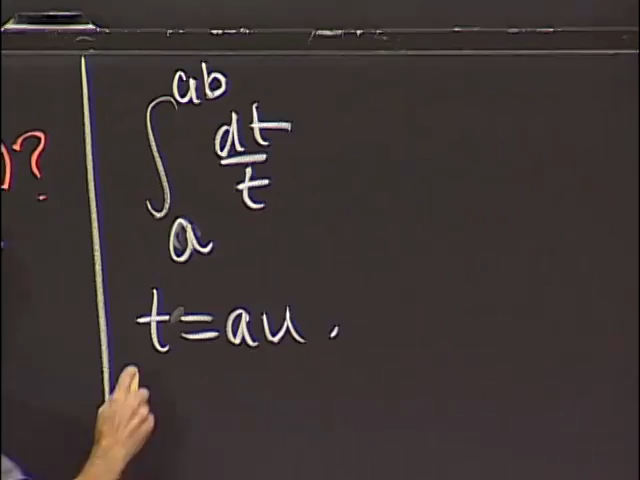 )?
∫_a^{ab} dt/t
t = au.